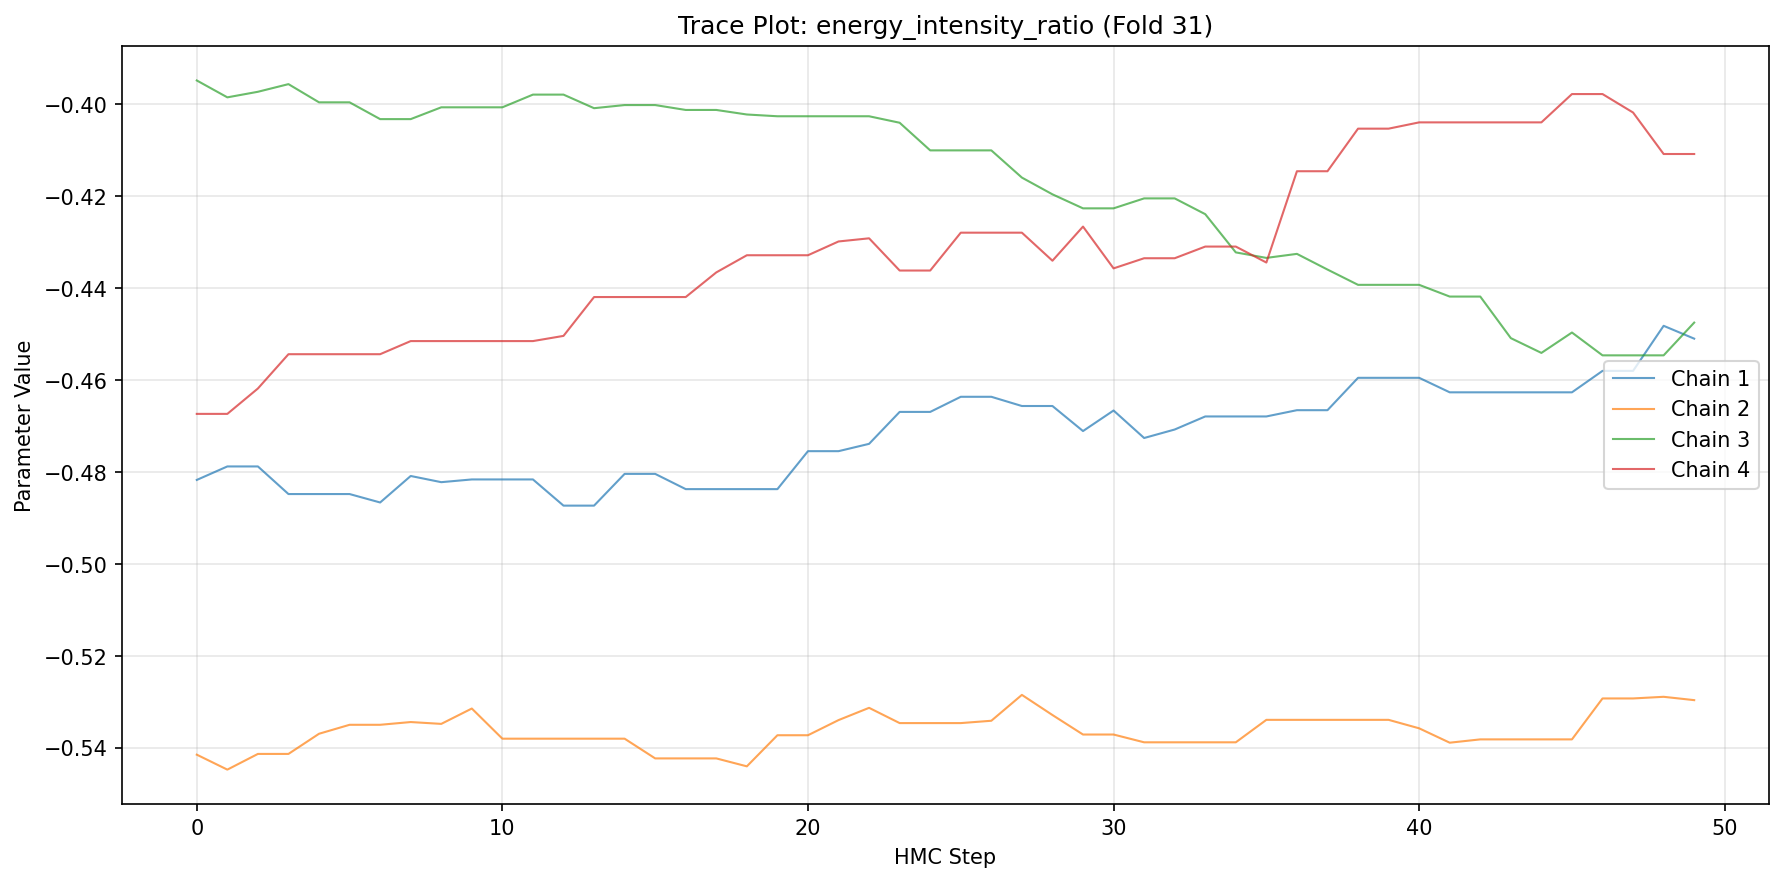 Trace Plot: energy_intensity_ratio (Fold 31)
Parameter Value
−0.40
−0.42
−0.44
−0.46
−0.48
−0.50
−0.52
−0.54
Chain 1
Chain 2
Chain 3
Chain 4
0 10 20 30 40 50
HMC Step